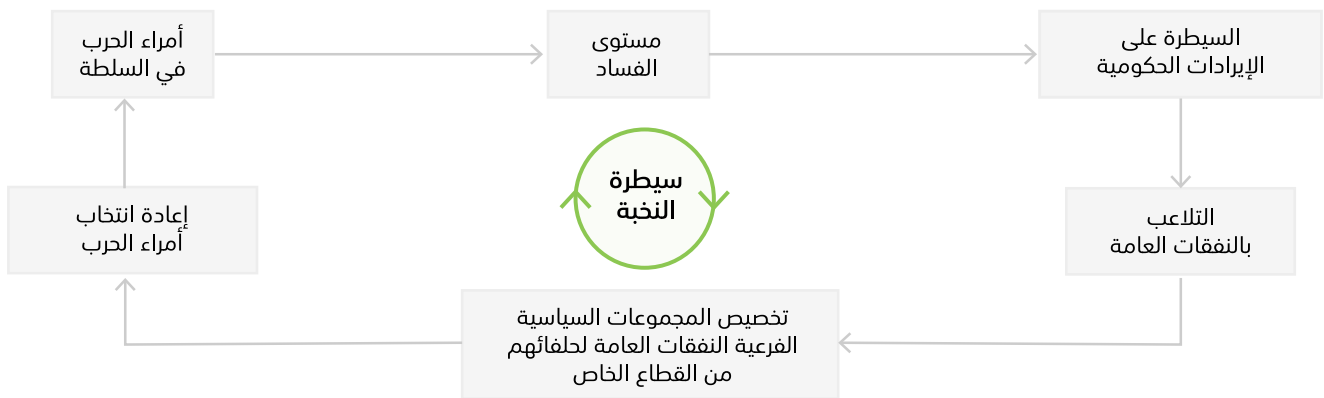 أمراء الحرب
في السلطة
مستوى
الفساد
السيطرة على
الإيرادات الحكومية
التلاعب
بالنفقات العامة
تخصيص المجموعات السياسية
الفرعية النفقات العامة لحلفائهم
من القطاع الخاص
إعادة انتخاب
أمراء الحرب
سيطرة
النخبة